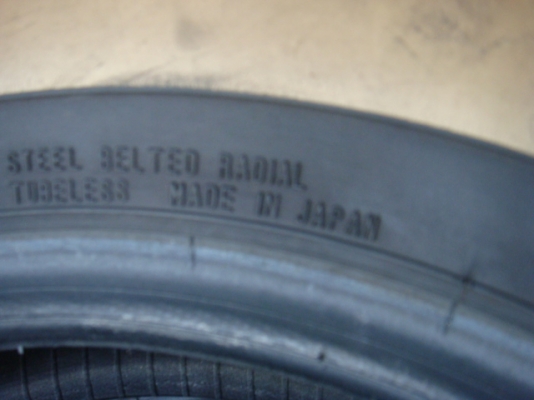 STEEL BELTED RADIAL
TUBELESS MADE IN JAPAN